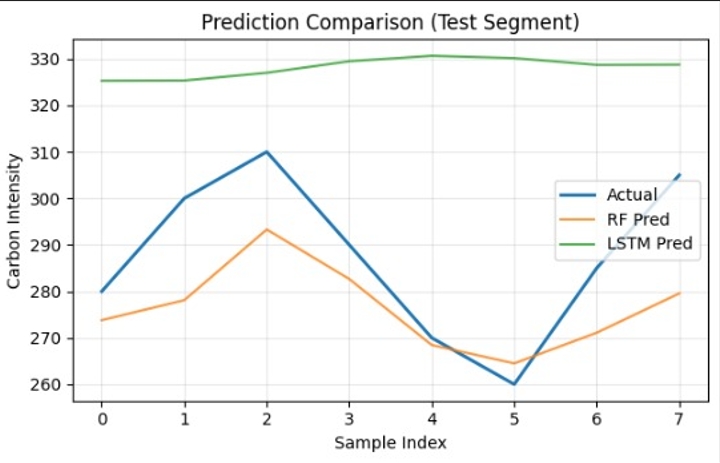 Prediction Comparison (Test Segment)
Carbon Intensity
330
320
310
300
290
280
270
260
Actual
RF Pred
LSTM Pred
0 1 2 3 4 5 6 7
Sample Index